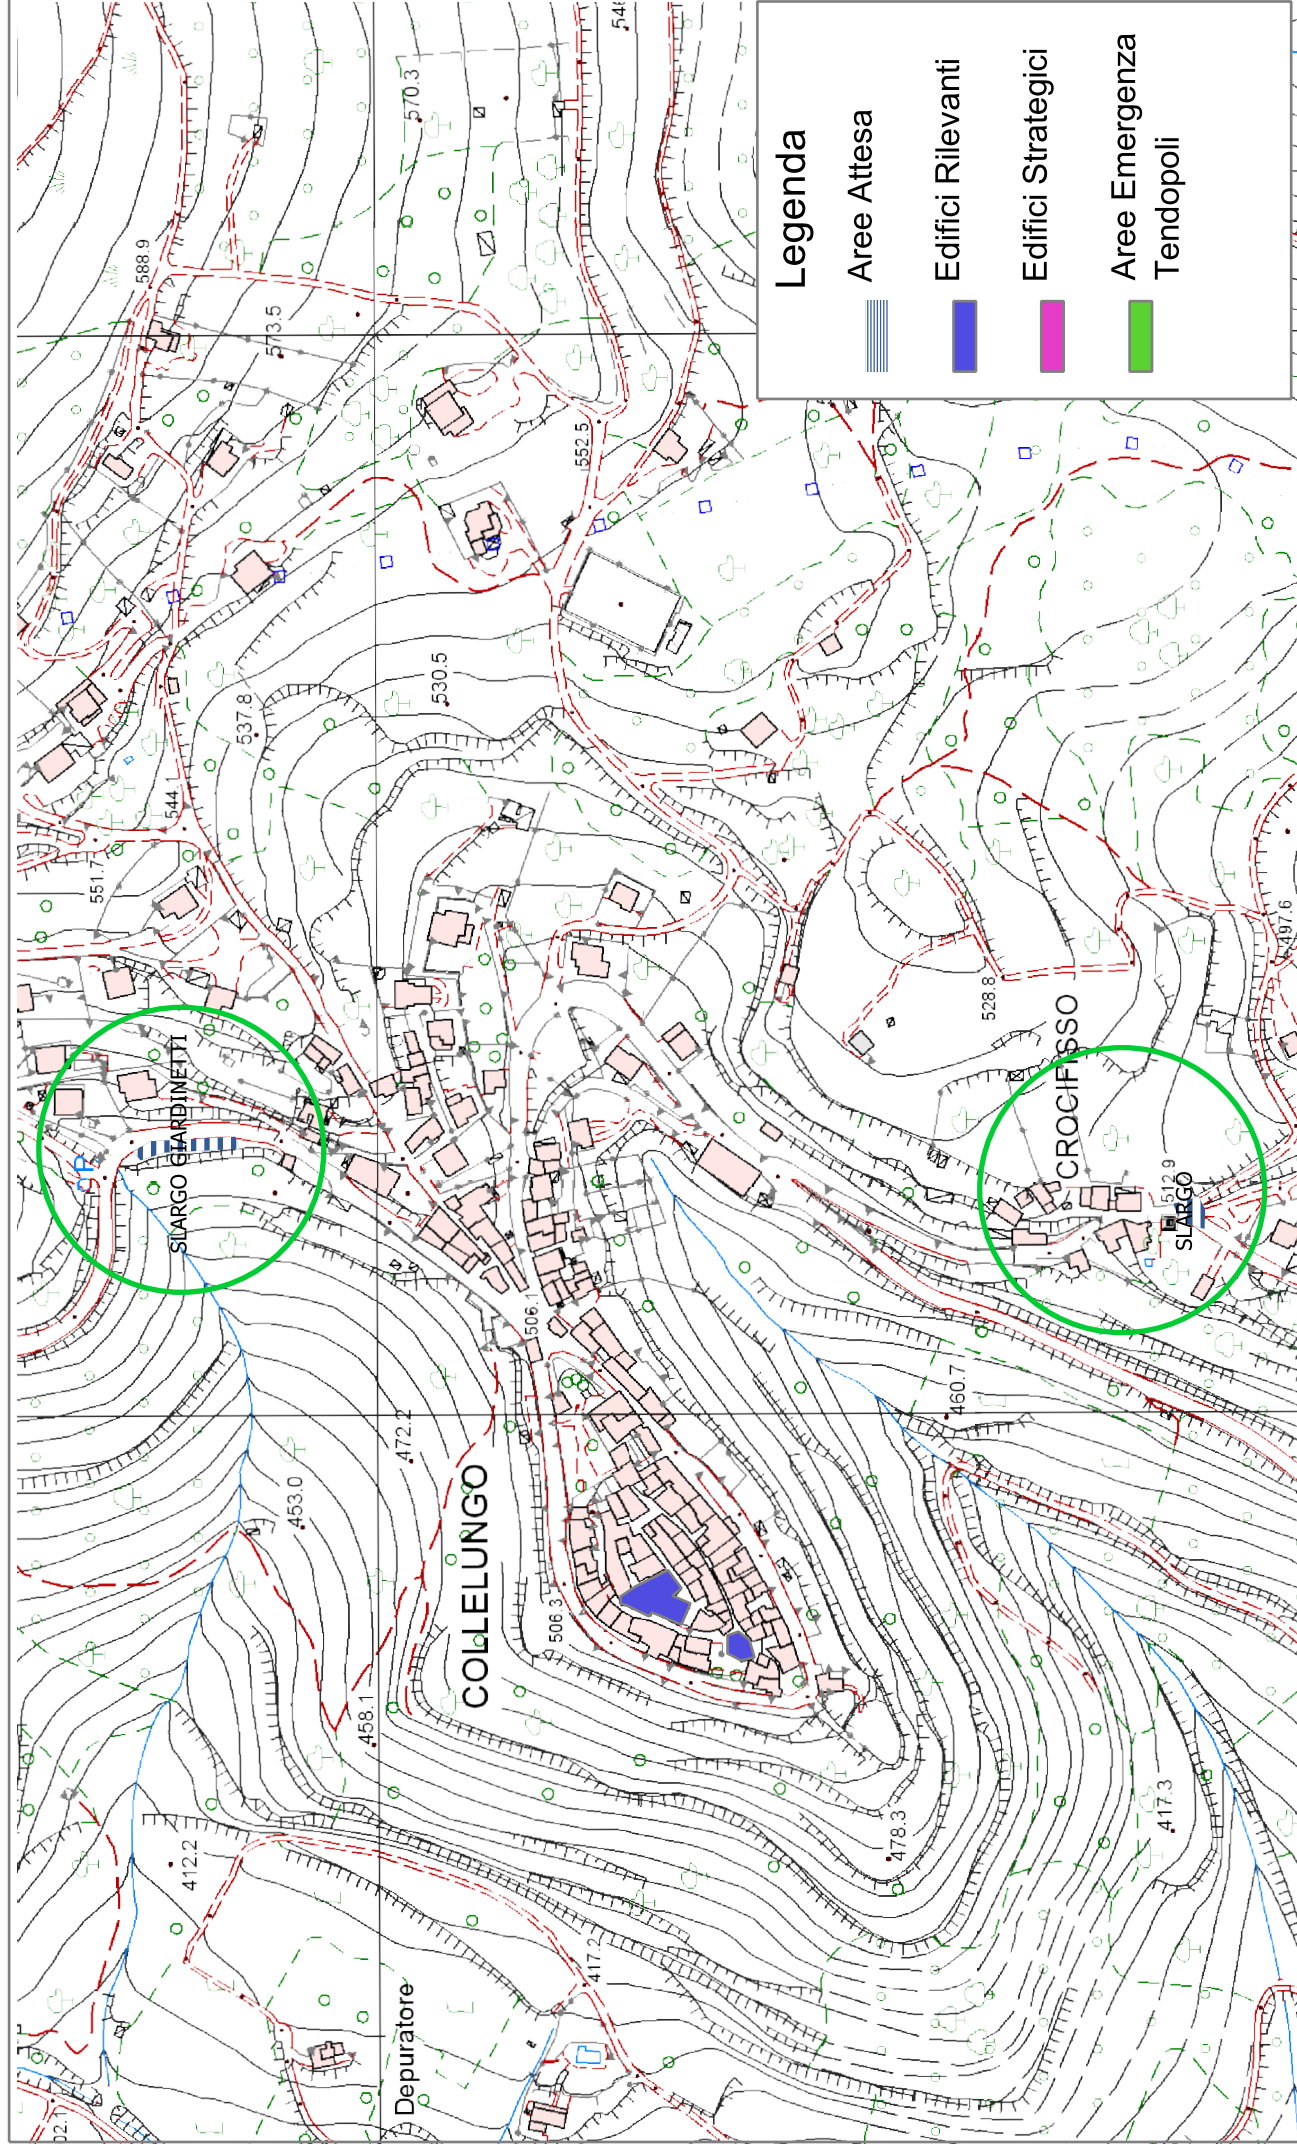 Legenda
Aree Attesa
Edifici Rilevanti
Edifici Strategici
Aree Emergenza
Tendopoli
COLLELUNGO
CROCIFISSO
SLARGO
SLARGO GIARDINETTI
Depuratore
588.9
573.5
570.3
552.5
537.8
530.5
544.1
551.7
528.8
497.6
512.9
506.1
506.3
472.2
453.0
458.1
460.7
412.2
417.2
417.3
478.3